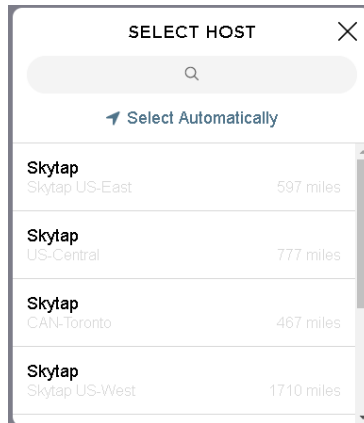 SELECT HOST
Select Automatically
Skytap
Skytap US-East 597 miles
Skytap
US-Central 777 miles
Skytap
CAN-Toronto 467 miles
Skytap
Skytap US-West 1710 miles